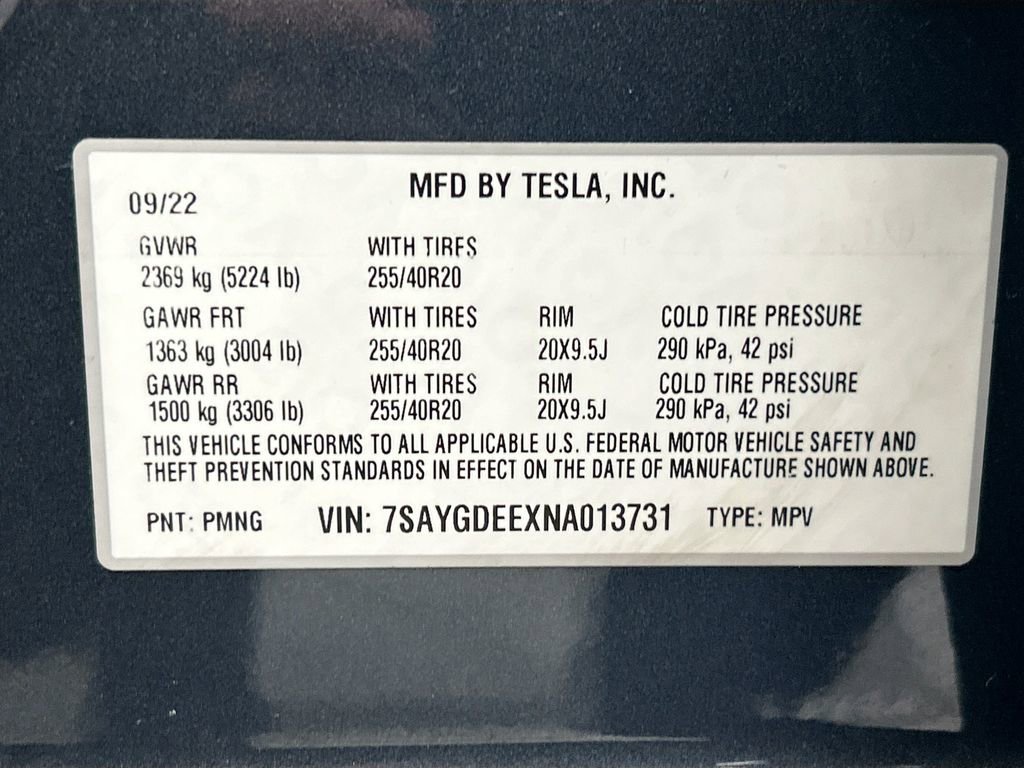 MFD BY TESLA, INC.
09/22
GVWR WITH TIRES
2369 kg (5224 lb) 255/40R20
GAWR FRT WITH TIRES RIM COLD TIRE PRESSURE
1363 kg (3004 lb) 255/40R20 20X9.5J 290 kPa, 42 psi
GAWR RR WITH TIRES RIM COLD TIRE PRESSURE
1500 kg (3306 lb) 255/40R20 20X9.5J 290 kPa, 42 psi
THIS VEHICLE CONFORMS TO ALL APPLICABLE U.S. FEDERAL MOTOR VEHICLE SAFETY AND
THEFT PREVENTION STANDARDS IN EFFECT ON THE DATE OF MANUFACTURE SHOWN ABOVE.
PNT: PMNG VIN: 7SAYGDEEXNA013731 TYPE: MPV